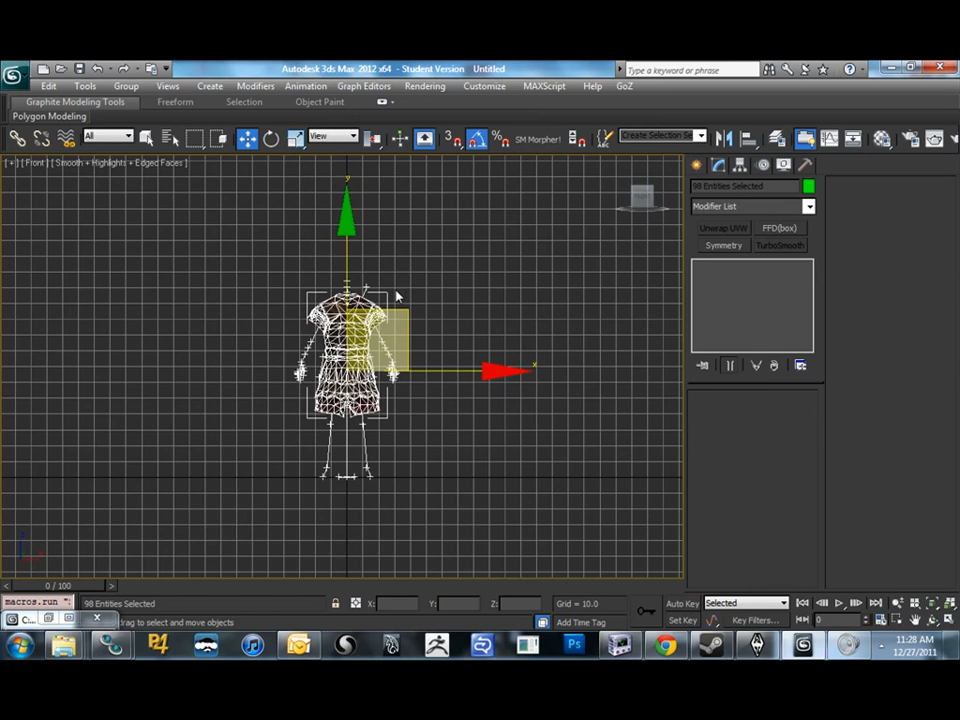 Autodesk 3ds Max 2012 x64 - Student Version Untitled
Type a keyword or phrase
Edit Tools Group Views Create Modifiers Animation Graph Editors Rendering Customize MAXScript Help GoZ
Graphite Modeling Tools Freeform Selection Object Paint
Polygon Modeling
All View 3 % SM Morpher! Create Selection Se
[ + ] [ Front ] [ Smooth + Highlights + Edged Faces ]
y
x
98 Entities Selected
Modifier List
Unwrap UVW FFD(box)
Symmetry TurboSmooth
< 0 / 100 >
macros.run "
98 Entities Selected X: Y: Z: Grid = 10.0 Auto Key Selected
C:...
drag to select and move objects Add Time Tag Set Key Key Filters... 0
Ps
11:28 AM
12/27/2011